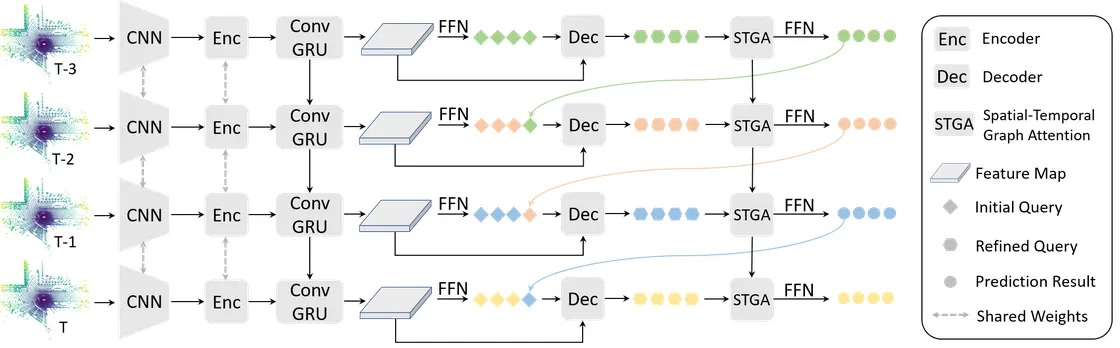 CNN Enc Conv GRU FFN Dec STGA FFN
T-3
CNN Enc Conv GRU FFN Dec STGA FFN
T-2
CNN Enc Conv GRU FFN Dec STGA FFN
T-1
CNN Enc Conv GRU FFN Dec STGA FFN
T
Enc Encoder
Dec Decoder
STGA Spatial-Temporal
Graph Attention
Feature Map
Initial Query
Refined Query
Prediction Result
Shared Weights